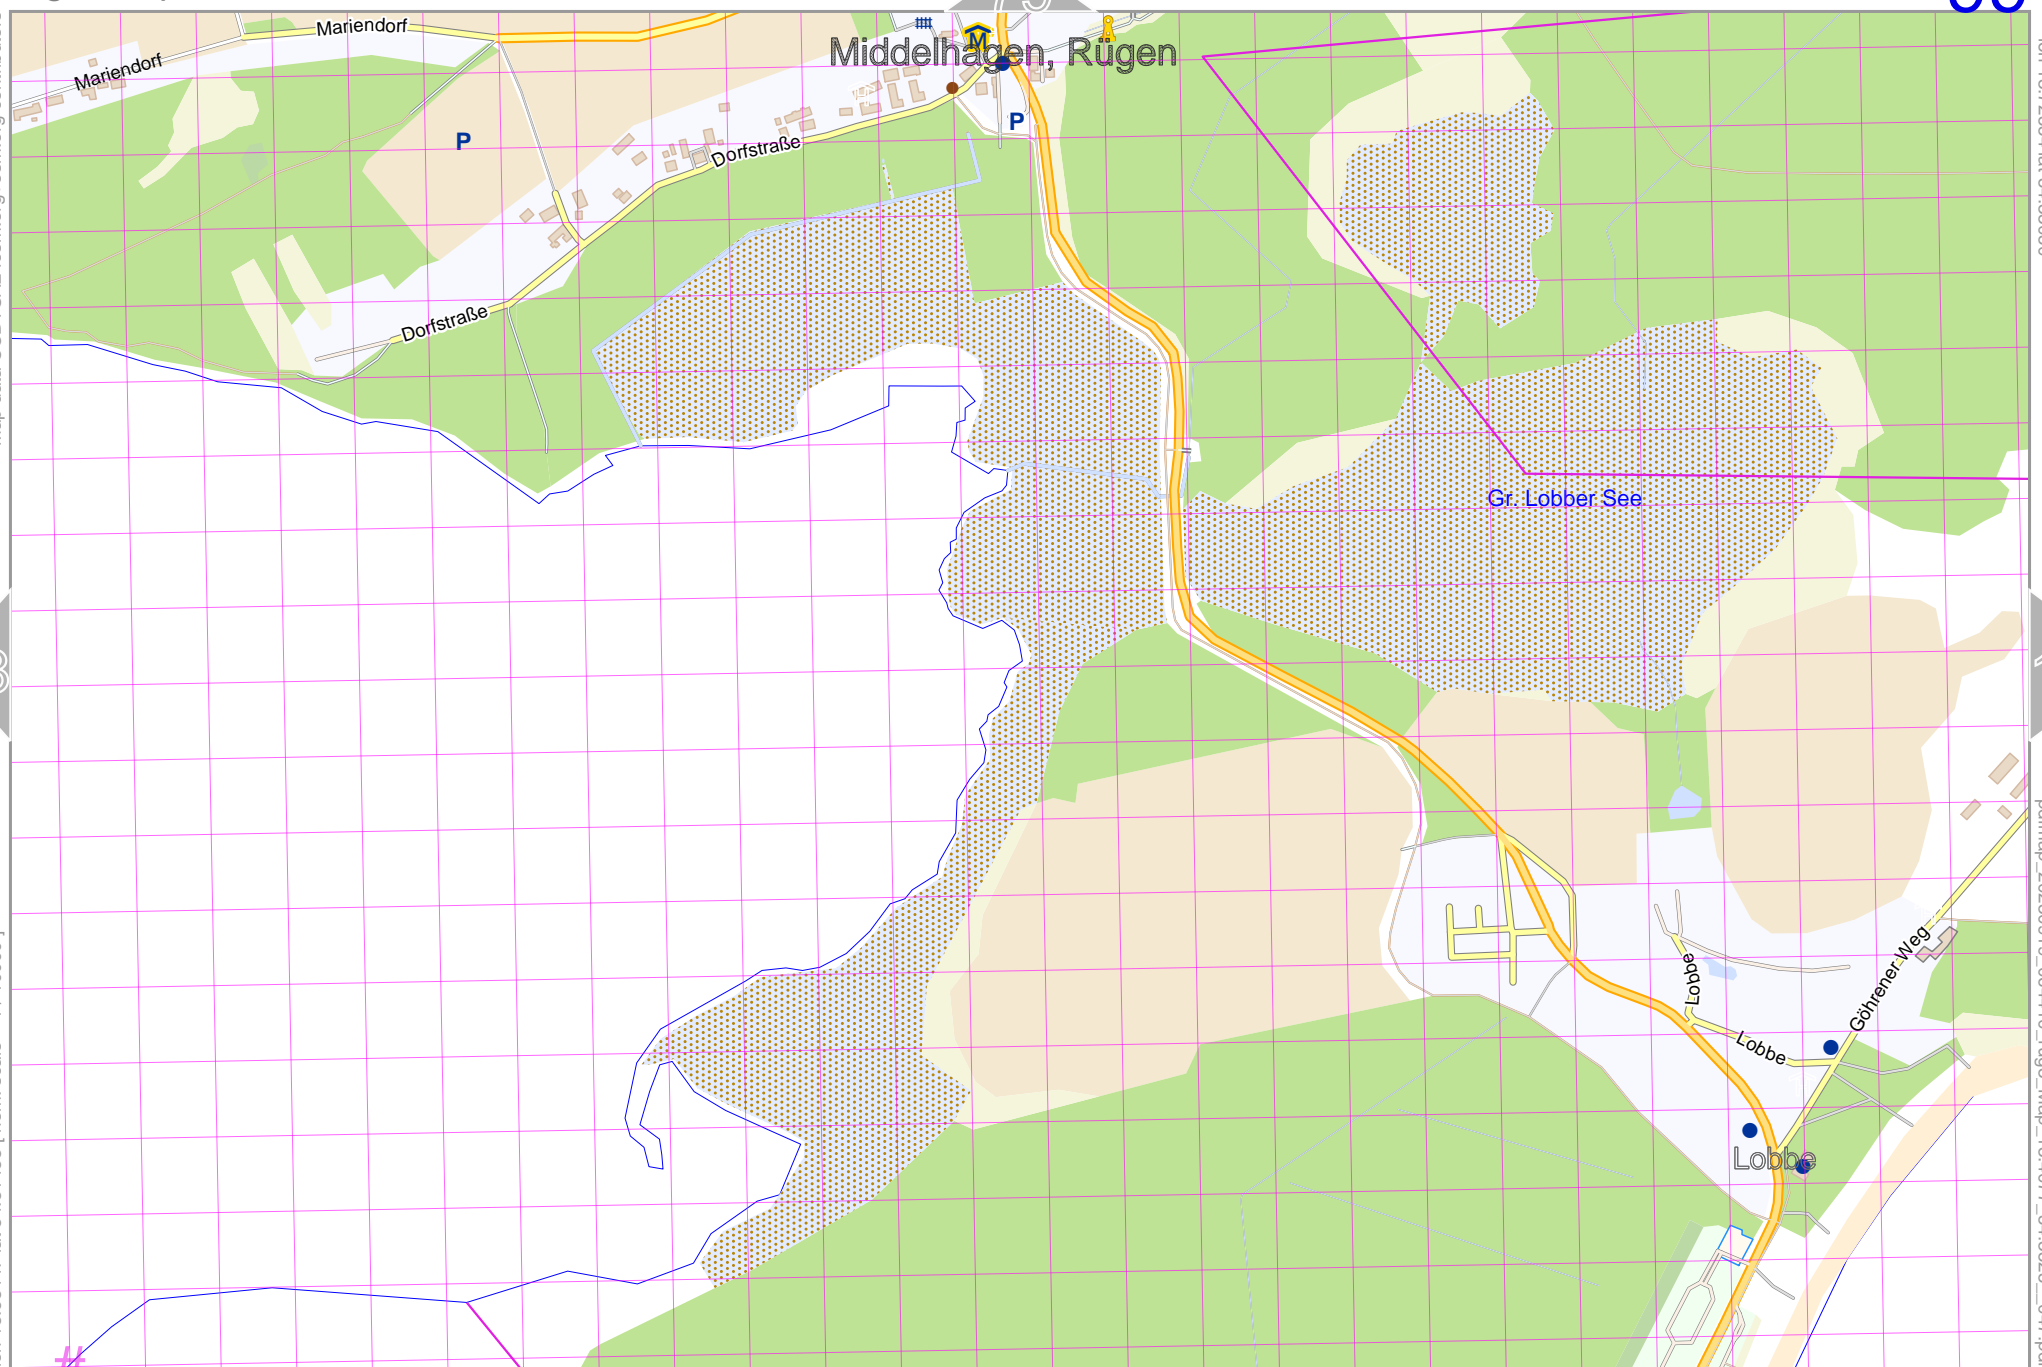 Mariendorf
Mariendorf
Middelhagen, Rügen
M
P
P
Dorfstraße
Dorfstraße
Gr. Lobber See
Göhrener Weg
Lobbe
Lobbe
Lobbe
#